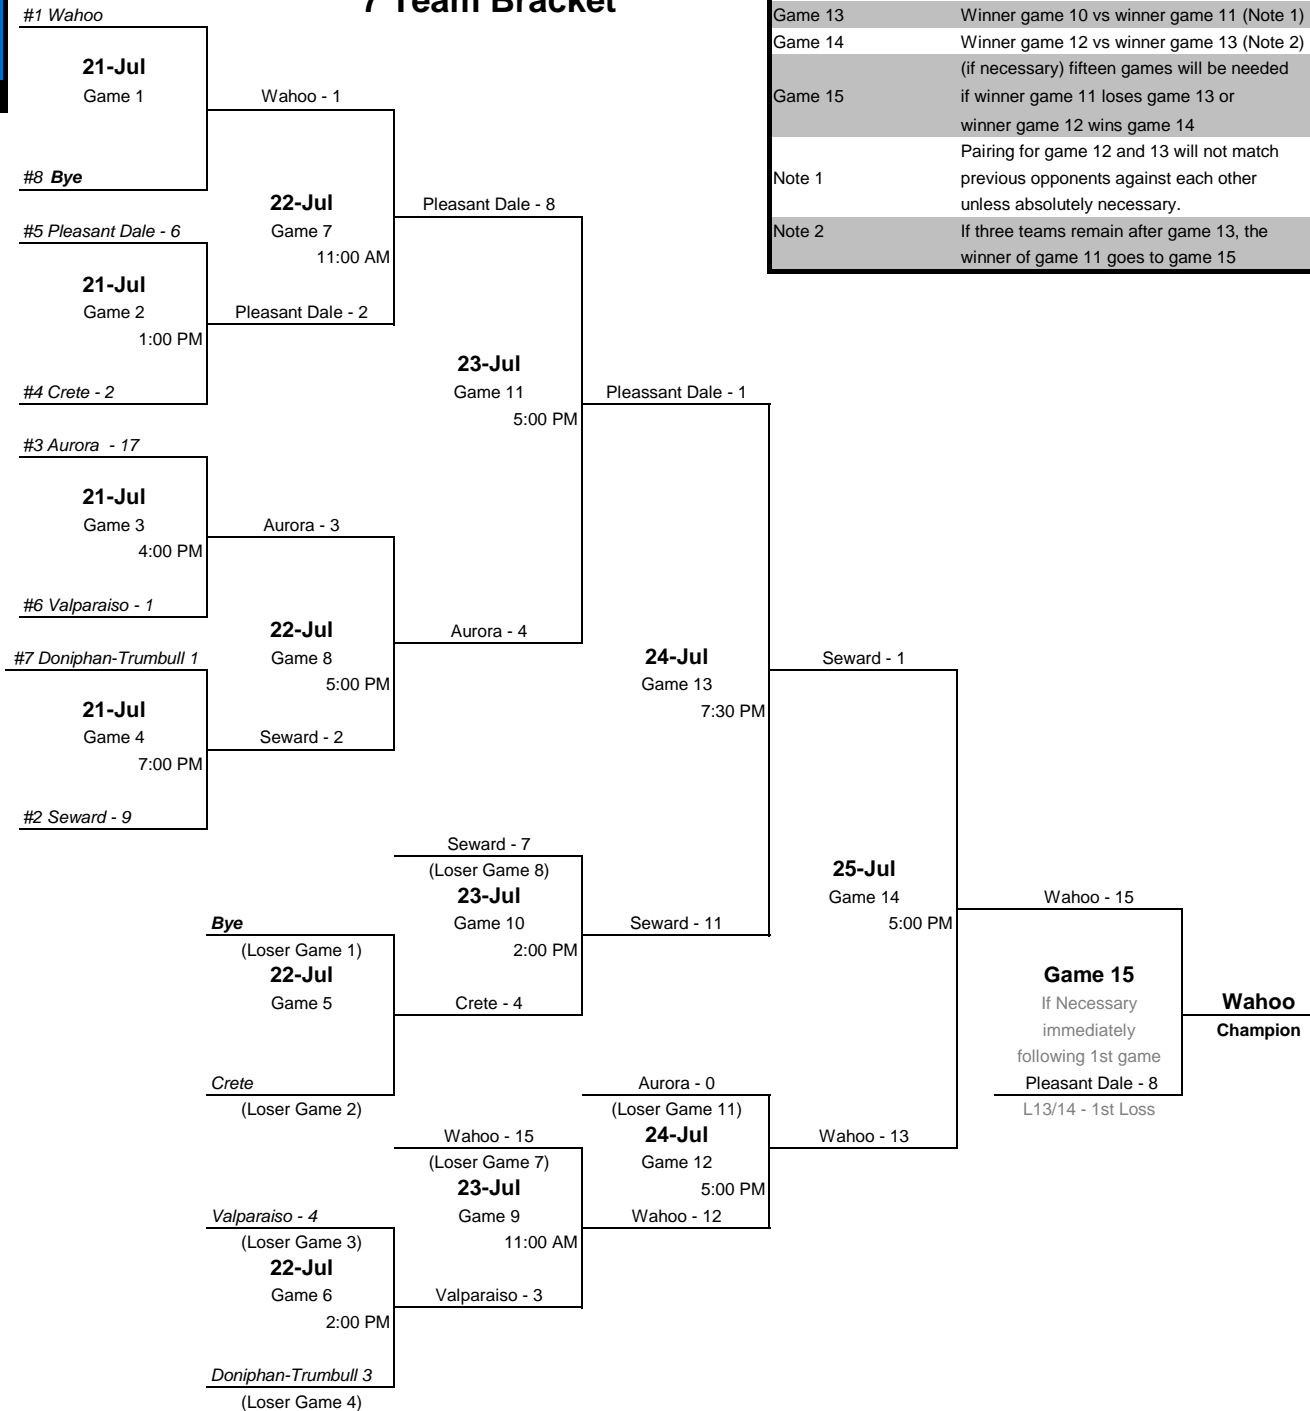 7 Team Bracket
#1 Wahoo
21-Jul
Game 1
Wahoo - 1
#8 Bye
22-Jul
Game 7
11:00 AM
Pleasant Dale - 8
#5 Pleasant Dale - 6
21-Jul
Game 2
1:00 PM
Pleasant Dale - 2
#4 Crete - 2
23-Jul
Game 11
5:00 PM
Pleassant Dale - 1
#3 Aurora - 17
21-Jul
Game 3
4:00 PM
Aurora - 3
#6 Valparaiso - 1
22-Jul
Game 8
5:00 PM
Aurora - 4
#7 Doniphan-Trumbull 1
21-Jul
Game 4
7:00 PM
Seward - 2
#2 Seward - 9
24-Jul
Game 13
7:30 PM
Seward - 1
Seward - 7
(Loser Game 8)
23-Jul
Game 10
2:00 PM
Seward - 11
Bye
(Loser Game 1)
22-Jul
Game 5
Crete - 4
Crete
(Loser Game 2)
25-Jul
Game 14
5:00 PM
Wahoo - 15
Game 15
If Necessary
immediately
following 1st game
Pleasant Dale - 8
L13/14 - 1st Loss
Wahoo
Champion
Aurora - 0
(Loser Game 11)
24-Jul
Game 12
5:00 PM
Wahoo - 13
Wahoo - 15
(Loser Game 7)
23-Jul
Game 9
11:00 AM
Wahoo - 12
Valparaiso - 4
(Loser Game 3)
22-Jul
Game 6
2:00 PM
Valparaiso - 3
Doniphan-Trumbull 3
(Loser Game 4)
Game 13 Winner game 10 vs winner game 11 (Note 1)
Game 14 Winner game 12 vs winner game 13 (Note 2)
(if necessary) fifteen games will be needed
Game 15 if winner game 11 loses game 13 or
winner game 12 wins game 14
Pairing for game 12 and 13 will not match
Note 1 previous opponents against each other
unless absolutely necessary.
Note 2 If three teams remain after game 13, the
winner of game 11 goes to game 15